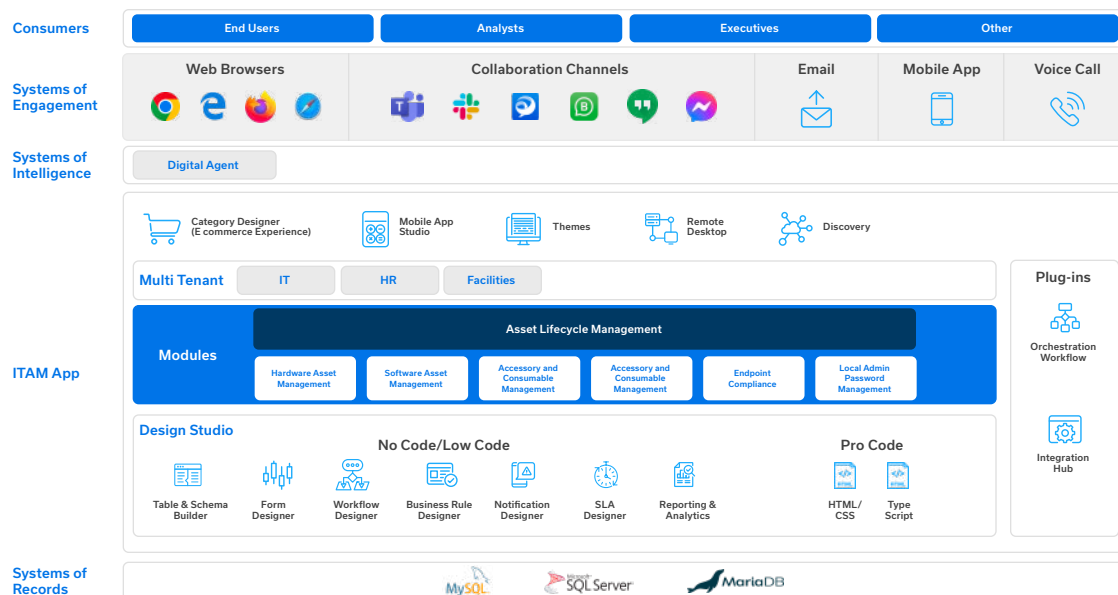 Consumers
End Users
Analysts
Executives
Other
Systems of
Engagement
Web Browsers
Collaboration Channels
Email
Mobile App
Voice Call
Systems of
Intelligence
Digital Agent
ITAM App
Category Designer
(E commerce Experience)
Mobile App
Studio
Themes
Remote
Desktop
Discovery
Multi Tenant
IT
HR
Facilities
Modules
Asset Lifecycle Management
Hardware Asset
Management
Software Asset
Management
Accessory and
Consumable
Management
Accessory and
Consumable
Management
Endpoint
Compliance
Local Admin
Password
Management
Design Studio
No Code/Low Code
Table & Schema
Builder
Form
Designer
Workflow
Designer
Business Rule
Designer
Notification
Designer
SLA
Designer
Reporting &
Analytics
Pro Code
</>
HTML
HTML/
CSS
</>
HTML
Type
Script
Plug-ins
Orchestration
Workflow
Integration
Hub
Systems of
Records
MySQL
Microsoft
SQL Server
MariaDB